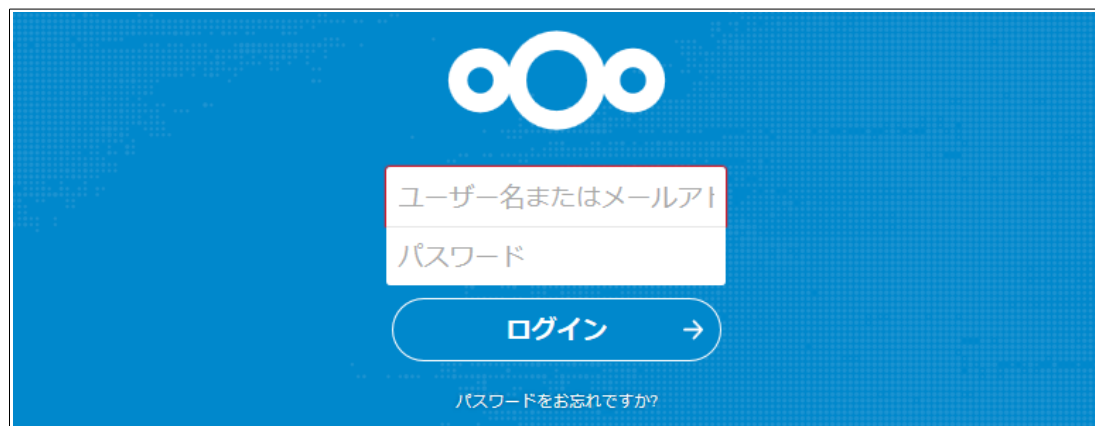 ユーザー名またはメールアト
パスワード
ログイン
パスワードをお忘れですか?